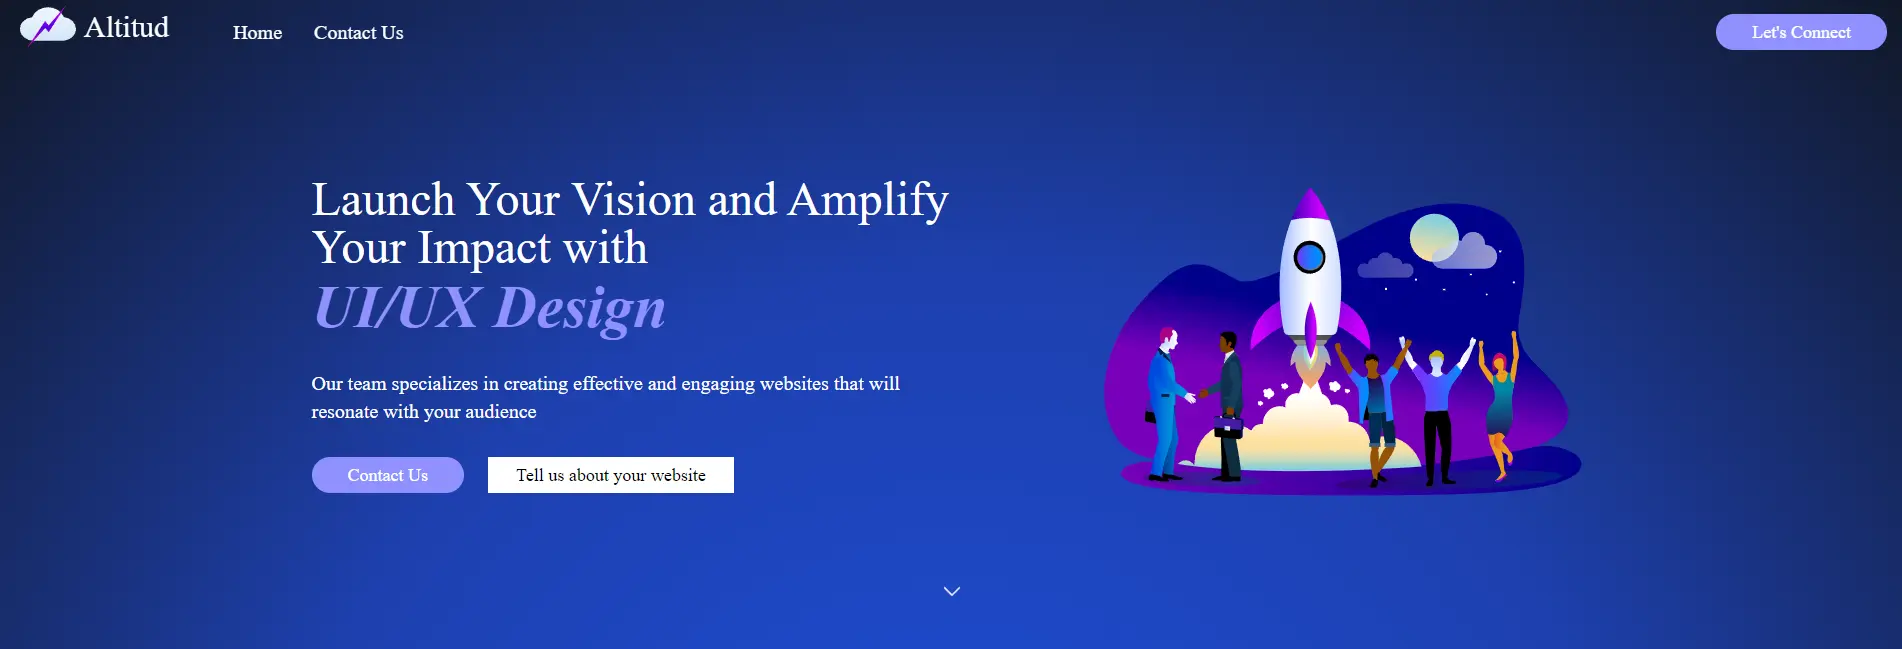 Altitud
Home
Contact Us
Let's Connect
Launch Your Vision and Amplify
Your Impact with
UI/UX Design
Our team specializes in creating effective and engaging websites that will
resonate with your audience
Contact Us
Tell us about your website